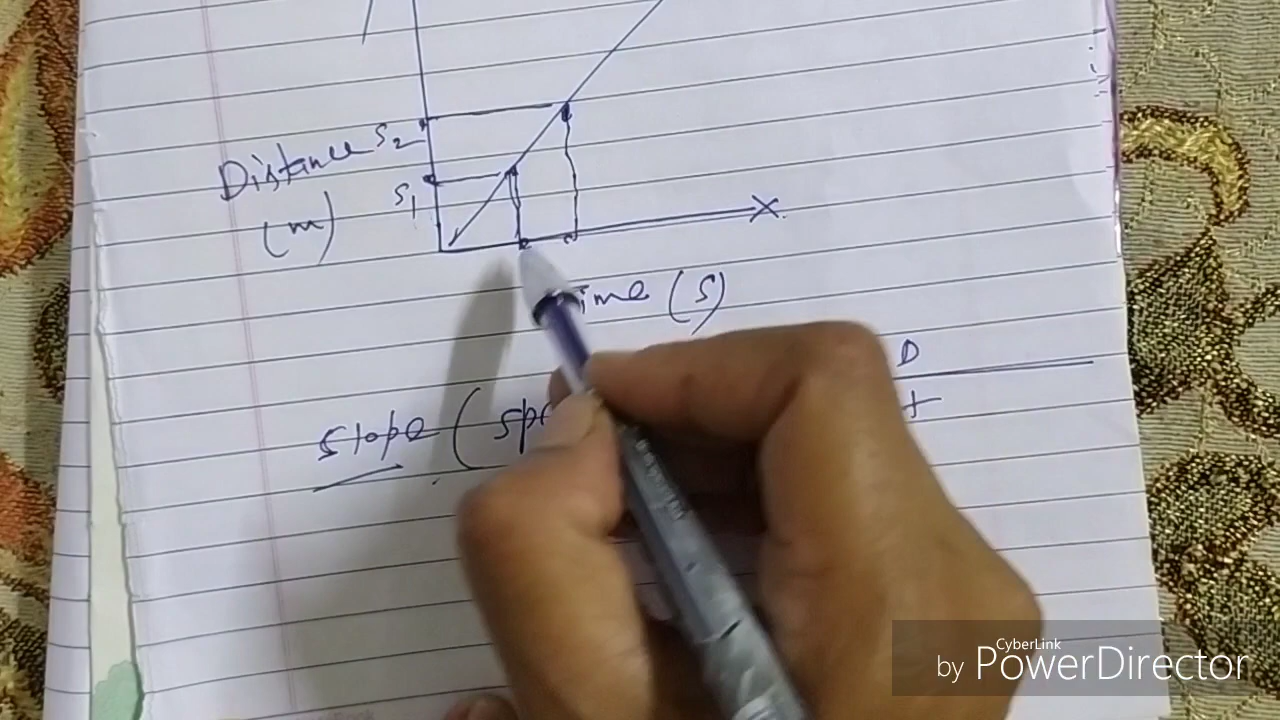 Distance S2
S1
(m)
X
Time (S)
D
Slope ( Sp
t
CyberLink
by PowerDirector